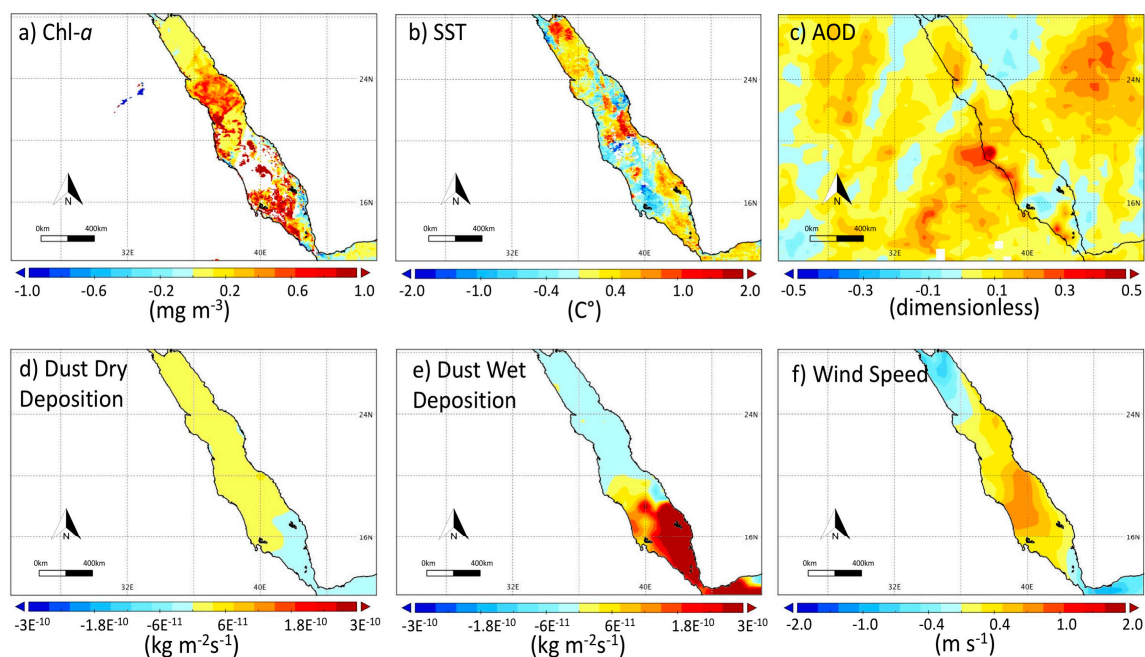 a) Chl-a
24N
16N
N
0km 400km
32E 40E
-1.0 -0.6 -0.2 0.2 0.6 1.0
(mg m⁻³)
b) SST
24N
16N
N
0km 400km
32E 40E
-2.0 -1.0 -0.4 0.4 1.0 2.0
(C°)
c) AOD
24N
16N
N
0km 400km
32E 40E
-0.5 -0.3 -0.1 0.1 0.3 0.5
(dimensionless)
d) Dust Dry
Deposition
24N
16N
N
0km 400km
32E 40E
-3E⁻¹⁰ -1.8E⁻¹⁰ -6E⁻¹¹ 6E⁻¹¹ 1.8E⁻¹⁰ 3E⁻¹⁰
(kg m⁻²s⁻¹)
e) Dust Wet
Deposition
24N
16N
N
0km 400km
32E 40E
-3E⁻¹⁰ -1.8E⁻¹⁰ -6E⁻¹¹ 6E⁻¹¹ 1.8E⁻¹⁰ 3E⁻¹⁰
(kg m⁻²s⁻¹)
f) Wind Speed
24N
16N
N
0km 400km
32E 40E
-2.0 -1.0 -0.4 0.4 1.0 2.0
(m s⁻¹)